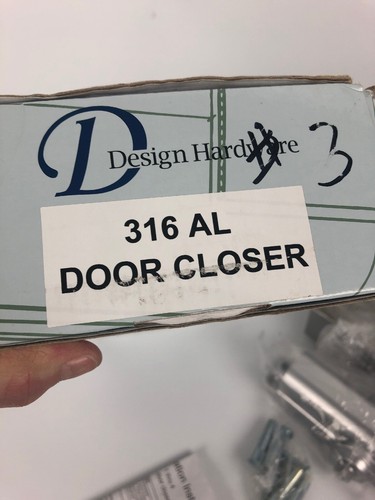 D Design Hardware # 3
316 AL
DOOR CLOSER